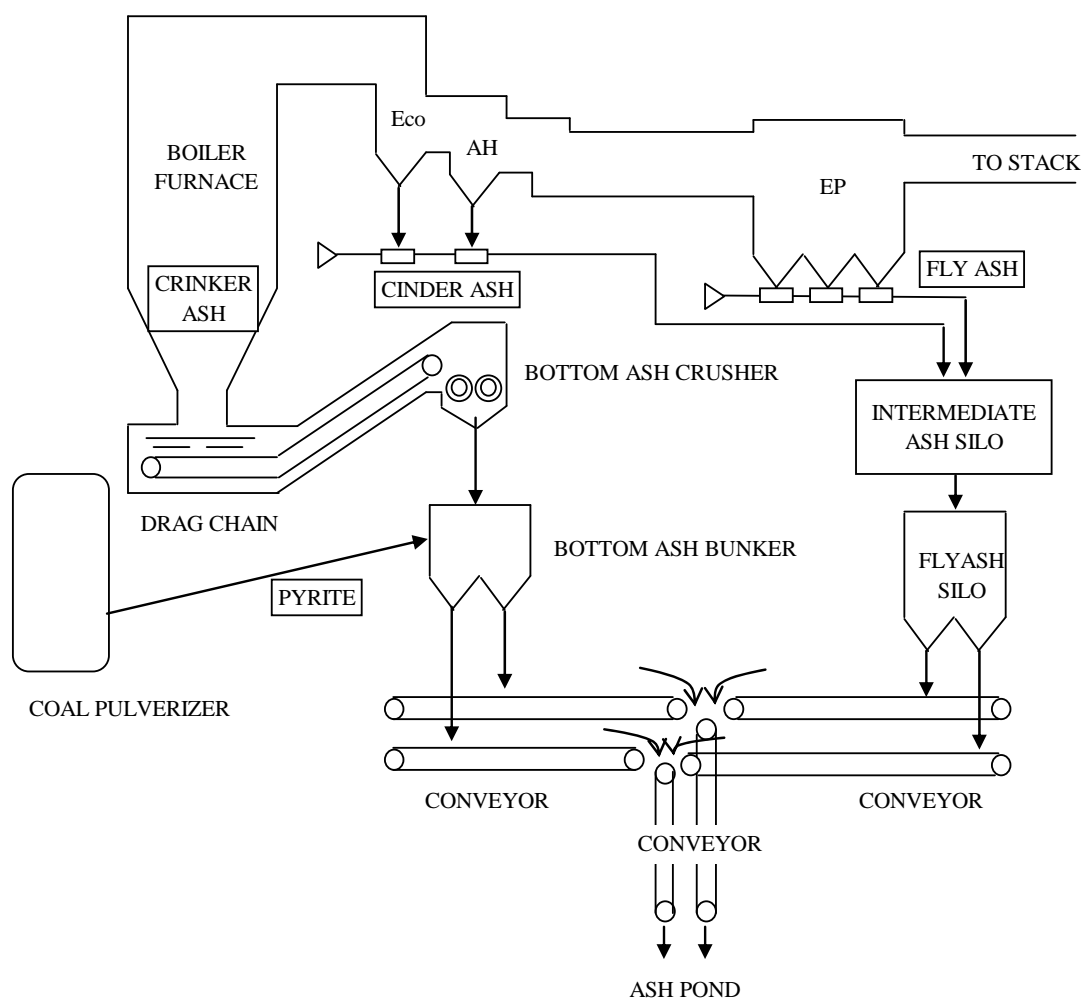 Eco
AH
BOILER
FURNACE
TO STACK
EP
CRINKER
ASH
CINDER ASH
FLY ASH
BOTTOM ASH CRUSHER
INTERMEDIATE
ASH SILO
DRAG CHAIN
BOTTOM ASH BUNKER
FLYASH
SILO
PYRITE
COAL PULVERIZER
CONVEYOR
CONVEYOR
CONVEYOR
ASH POND